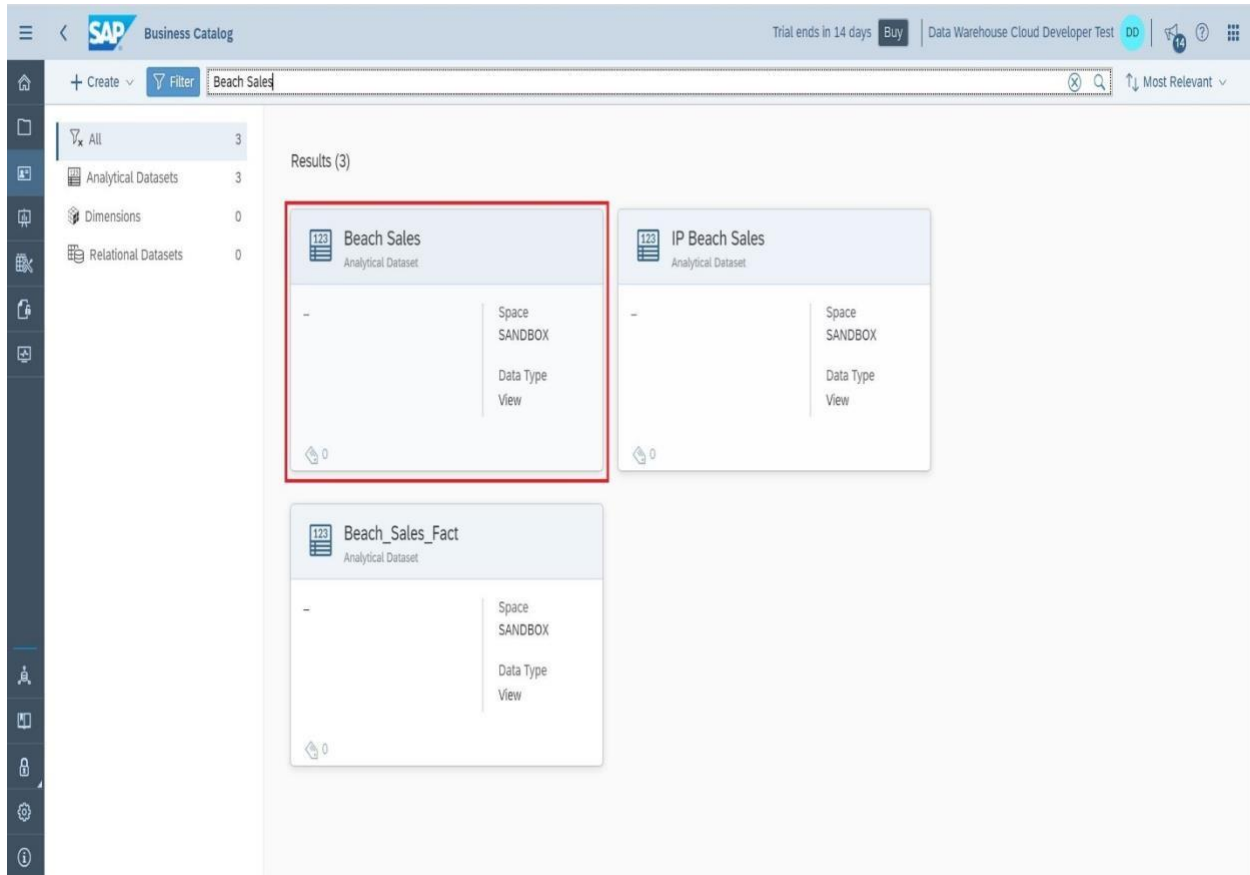 SAP Business Catalog
Trial ends in 14 days Buy Data Warehouse Cloud Developer Test DD 14
+ Create Filter Beach Sales Most Relevant
All 3
Analytical Datasets 3
Dimensions 0
Relational Datasets 0
Results (3)
123 Beach Sales
Analytical Dataset
–
Space
SANDBOX
Data Type
View
0
123 IP Beach Sales
Analytical Dataset
–
Space
SANDBOX
Data Type
View
0
123 Beach_Sales_Fact
Analytical Dataset
–
Space
SANDBOX
Data Type
View
0